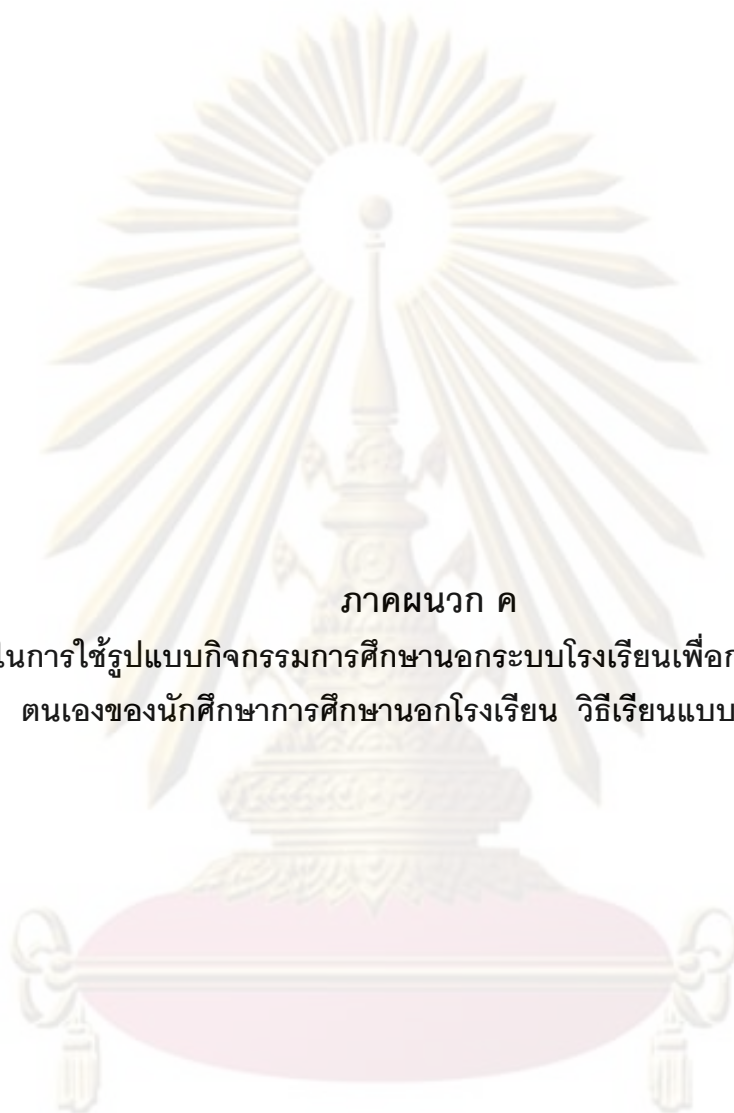 ภาคผนวก ค
ในการใช้รูปแบบกิจกรรมการศึกษานอกระบบโรงเรียนเพื่อก
ตนเองของนักศึกษาการศึกษานอกโรงเรียน วิธีเรียนแบบ